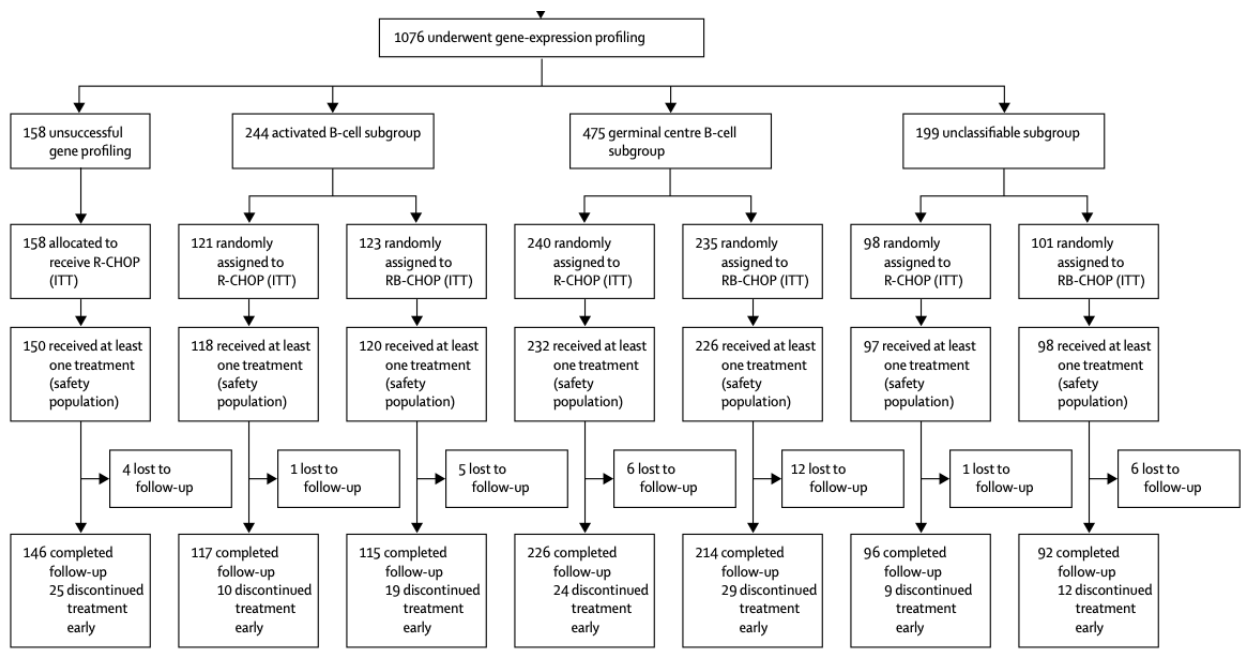 1076 underwent gene-expression profiling
158 unsuccessful
gene profiling
244 activated B-cell subgroup
475 germinal centre B-cell
subgroup
199 unclassifiable subgroup
158 allocated to
receive R-CHOP
(ITT)
121 randomly
assigned to
R-CHOP (ITT)
123 randomly
assigned to
RB-CHOP (ITT)
240 randomly
assigned to
R-CHOP (ITT)
235 randomly
assigned to
RB-CHOP (ITT)
98 randomly
assigned to
R-CHOP (ITT)
101 randomly
assigned to
RB-CHOP (ITT)
150 received at least
one treatment
(safety
population)
118 received at least
one treatment
(safety
population)
120 received at least
one treatment
(safety
population)
232 received at least
one treatment
(safety
population)
226 received at least
one treatment
(safety
population)
97 received at least
one treatment
(safety
population)
98 received at least
one treatment
(safety
population)
4 lost to
follow-up
1 lost to
follow-up
5 lost to
follow-up
6 lost to
follow-up
12 lost to
follow-up
1 lost to
follow-up
6 lost to
follow-up
146 completed
follow-up
25 discontinued
treatment
early
117 completed
follow-up
10 discontinued
treatment
early
115 completed
follow-up
19 discontinued
treatment
early
226 completed
follow-up
24 discontinued
treatment
early
214 completed
follow-up
29 discontinued
treatment
early
96 completed
follow-up
9 discontinued
treatment
early
92 completed
follow-up
12 discontinued
treatment
early